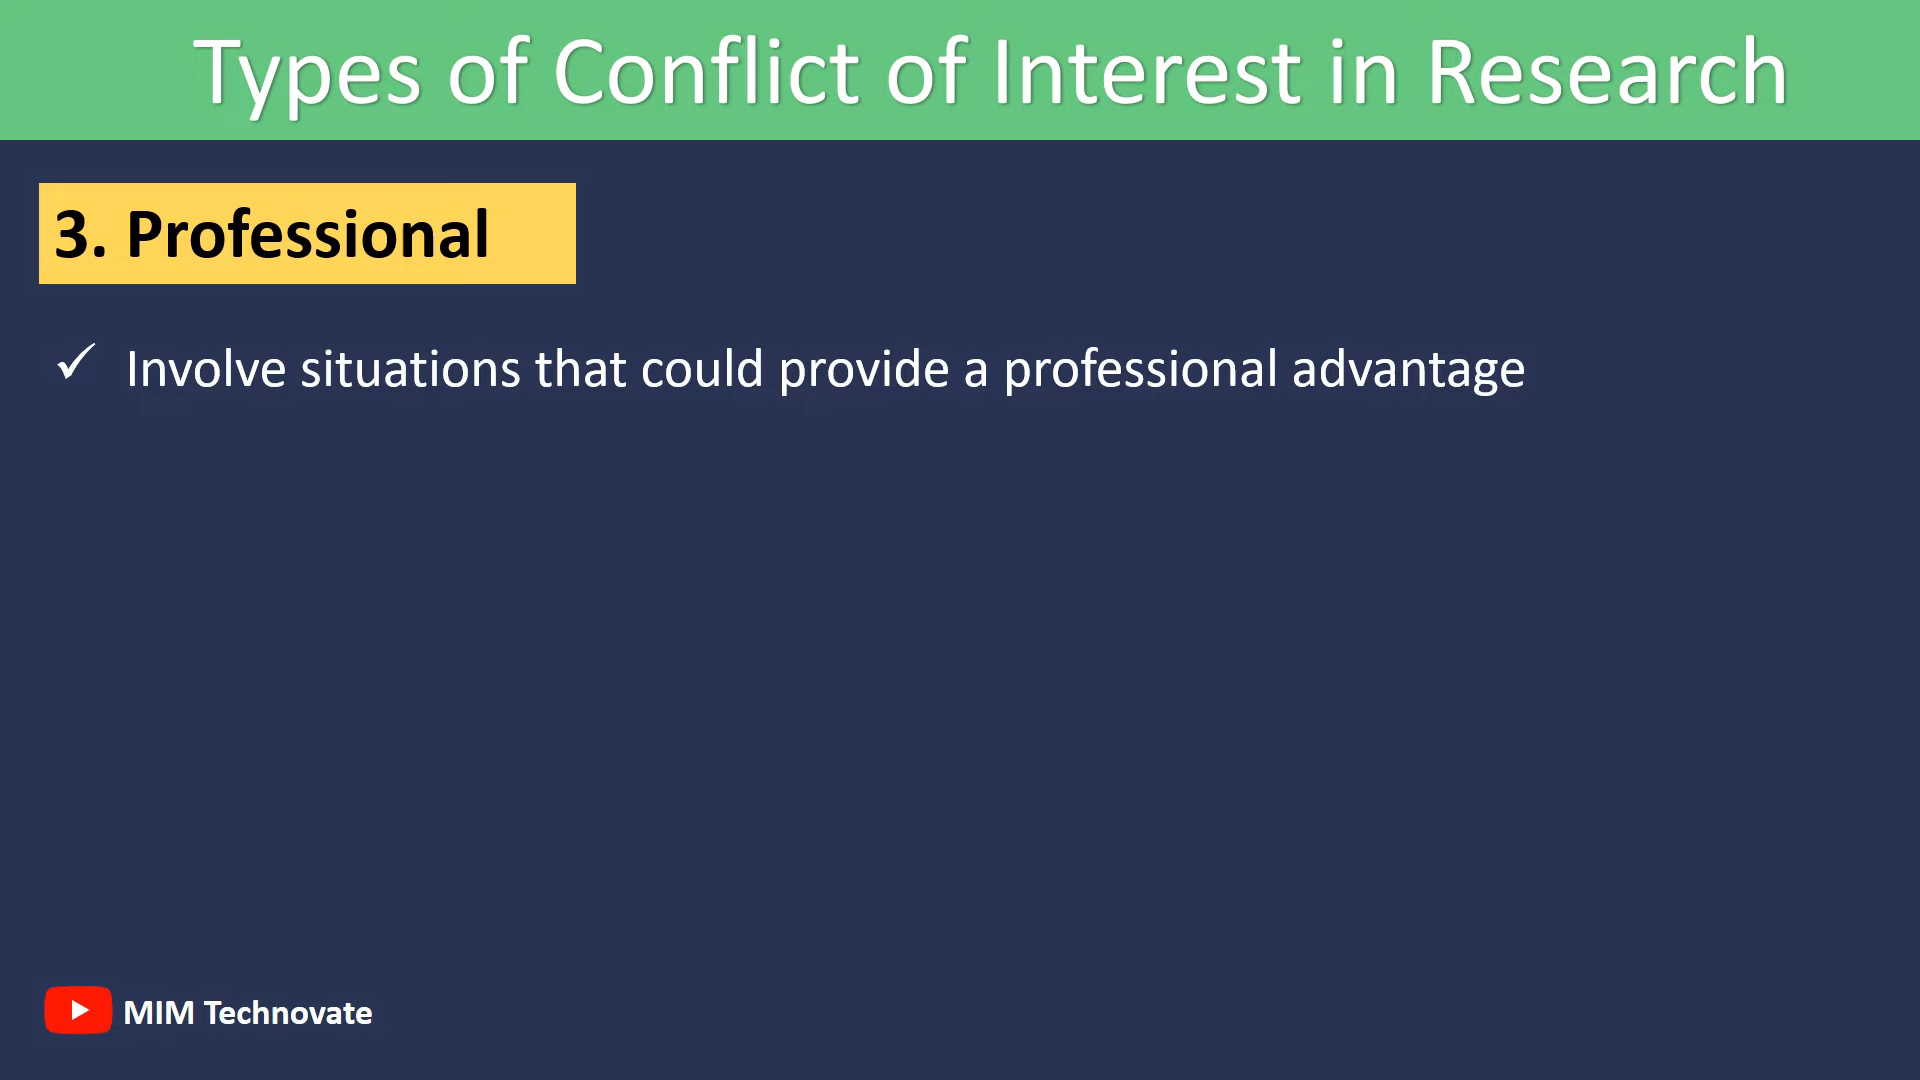 Types of Conflict of Interest in Research
3. Professional
✓ Involve situations that could provide a professional advantage
MIM Technovate